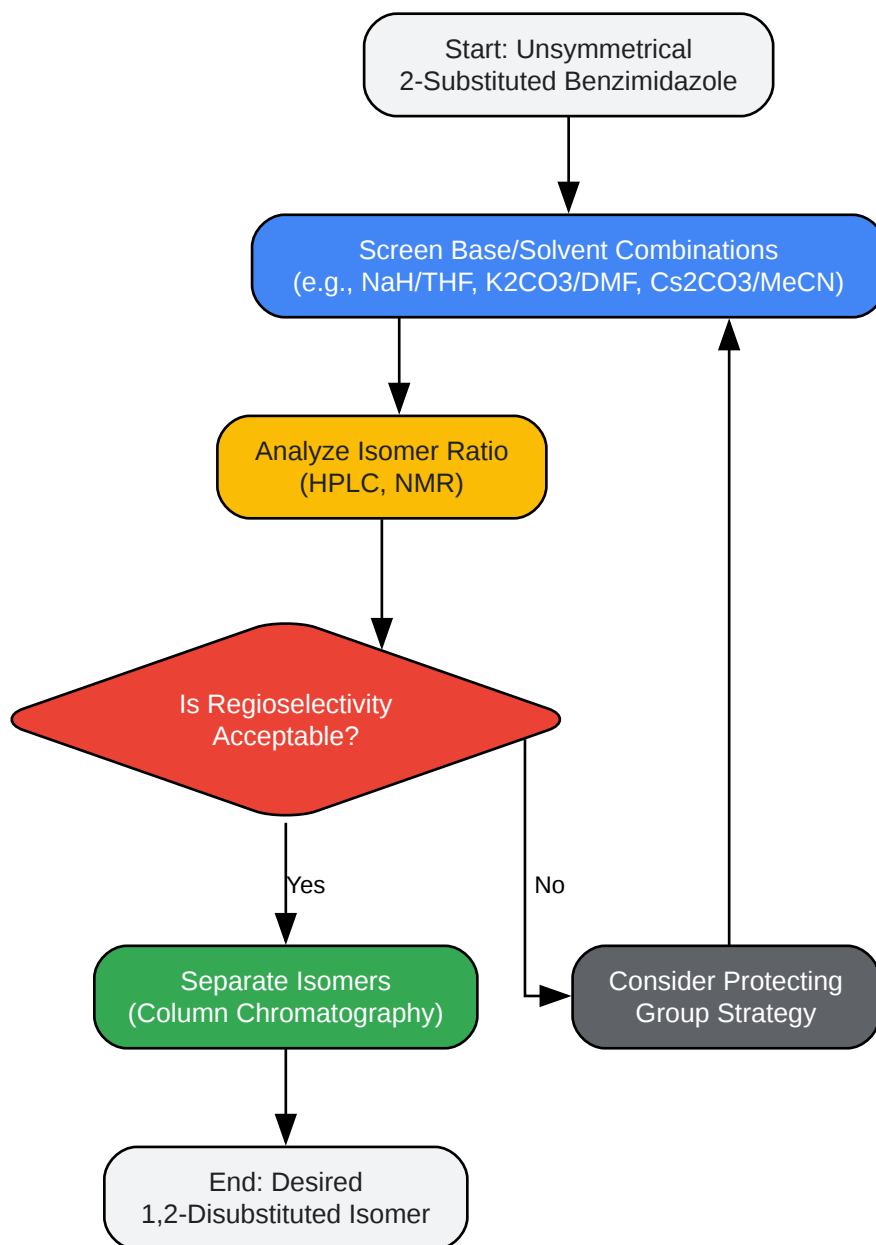 Start: Unsymmetrical
2-Substituted Benzimidazole
Screen Base/Solvent Combinations
(e.g., NaH/THF, K2CO3/DMF, Cs2CO3/MeCN)
Analyze Isomer Ratio
(HPLC, NMR)
Is Regioselectivity
Acceptable?
Yes
No
Separate Isomers
(Column Chromatography)
Consider Protecting
Group Strategy
End: Desired
1,2-Disubstituted Isomer